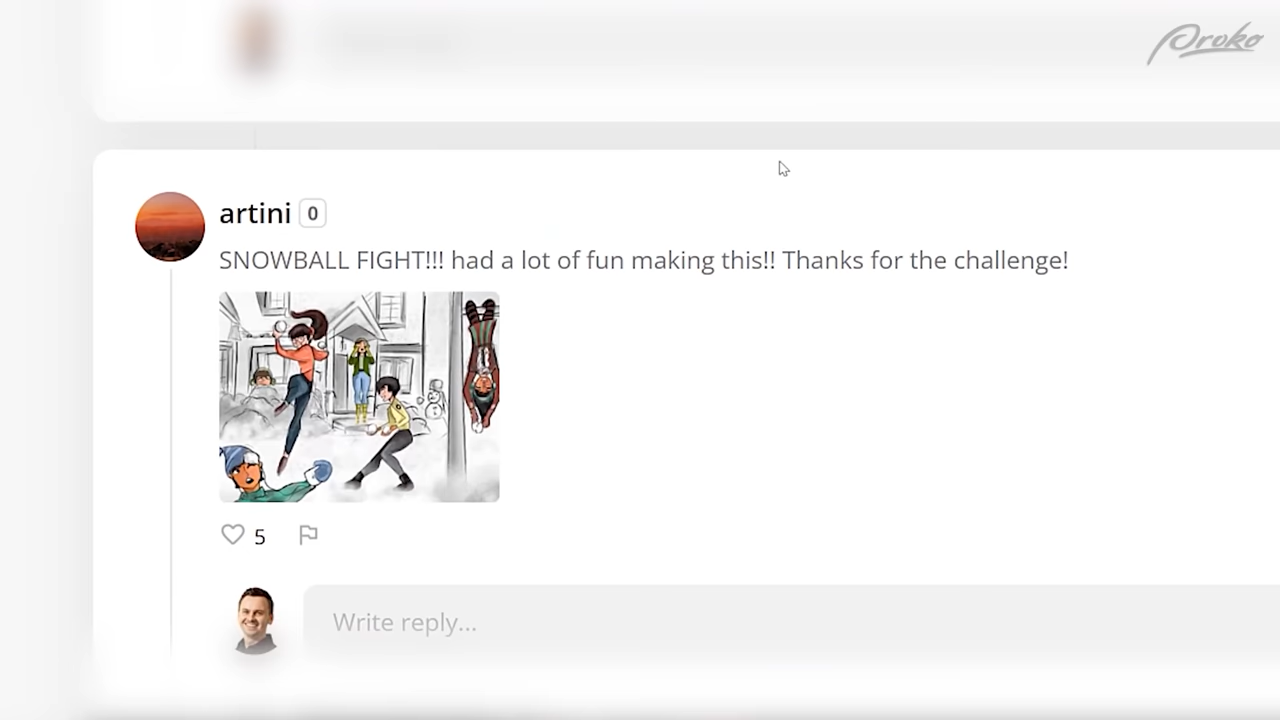 Proko
artini 0
SNOWBALL FIGHT!!! had a lot of fun making this!! Thanks for the challenge!
5
Write reply...